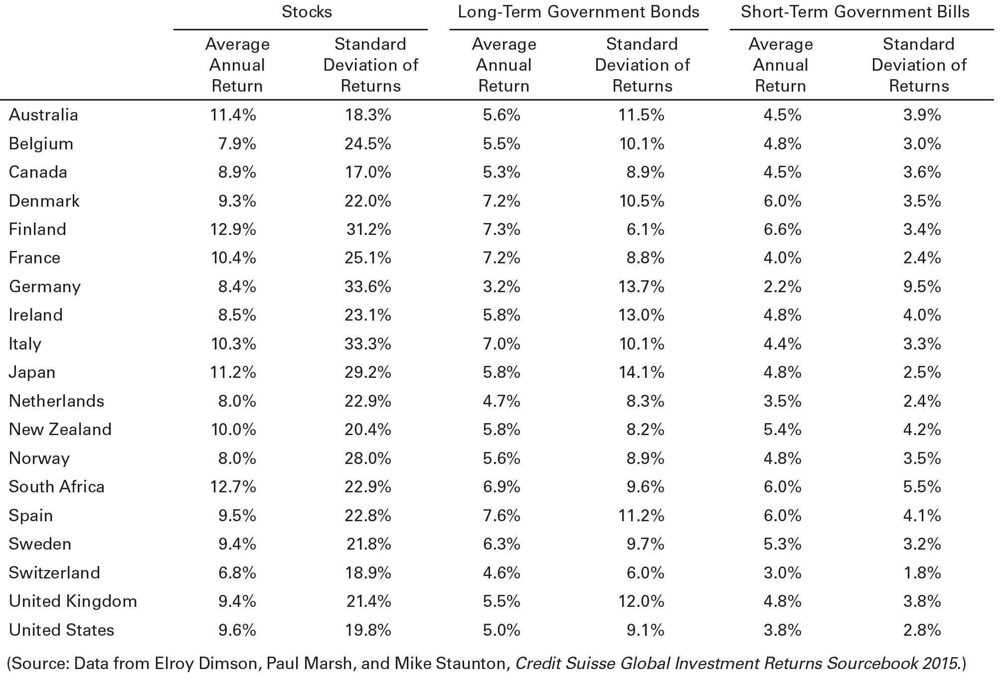 Stocks Long-Term Government Bonds Short-Term Government Bills
Average Standard Average Standard Average Standard
Annual Deviation of Annual Deviation of Annual Deviation of
Return Returns Return Returns Return Returns
Australia 11.4% 18.3% 5.6% 11.5% 4.5% 3.9%
Belgium 7.9% 24.5% 5.5% 10.1% 4.8% 3.0%
Canada 8.9% 17.0% 5.3% 8.9% 4.5% 3.6%
Denmark 9.3% 22.0% 7.2% 10.5% 6.0% 3.5%
Finland 12.9% 31.2% 7.3% 6.1% 6.6% 3.4%
France 10.4% 25.1% 7.2% 8.8% 4.0% 2.4%
Germany 8.4% 33.6% 3.2% 13.7% 2.2% 9.5%
Ireland 8.5% 23.1% 5.8% 13.0% 4.8% 4.0%
Italy 10.3% 33.3% 7.0% 10.1% 4.4% 3.3%
Japan 11.2% 29.2% 5.8% 14.1% 4.8% 2.5%
Netherlands 8.0% 22.9% 4.7% 8.3% 3.5% 2.4%
New Zealand 10.0% 20.4% 5.8% 8.2% 5.4% 4.2%
Norway 8.0% 28.0% 5.6% 8.9% 4.8% 3.5%
South Africa 12.7% 22.9% 6.9% 9.6% 6.0% 5.5%
Spain 9.5% 22.8% 7.6% 11.2% 6.0% 4.1%
Sweden 9.4% 21.8% 6.3% 9.7% 5.3% 3.2%
Switzerland 6.8% 18.9% 4.6% 6.0% 3.0% 1.8%
United Kingdom 9.4% 21.4% 5.5% 12.0% 4.8% 3.8%
United States 9.6% 19.8% 5.0% 9.1% 3.8% 2.8%
(Source: Data from Elroy Dimson, Paul Marsh, and Mike Staunton, Credit Suisse Global Investment Returns Sourcebook 2015.)